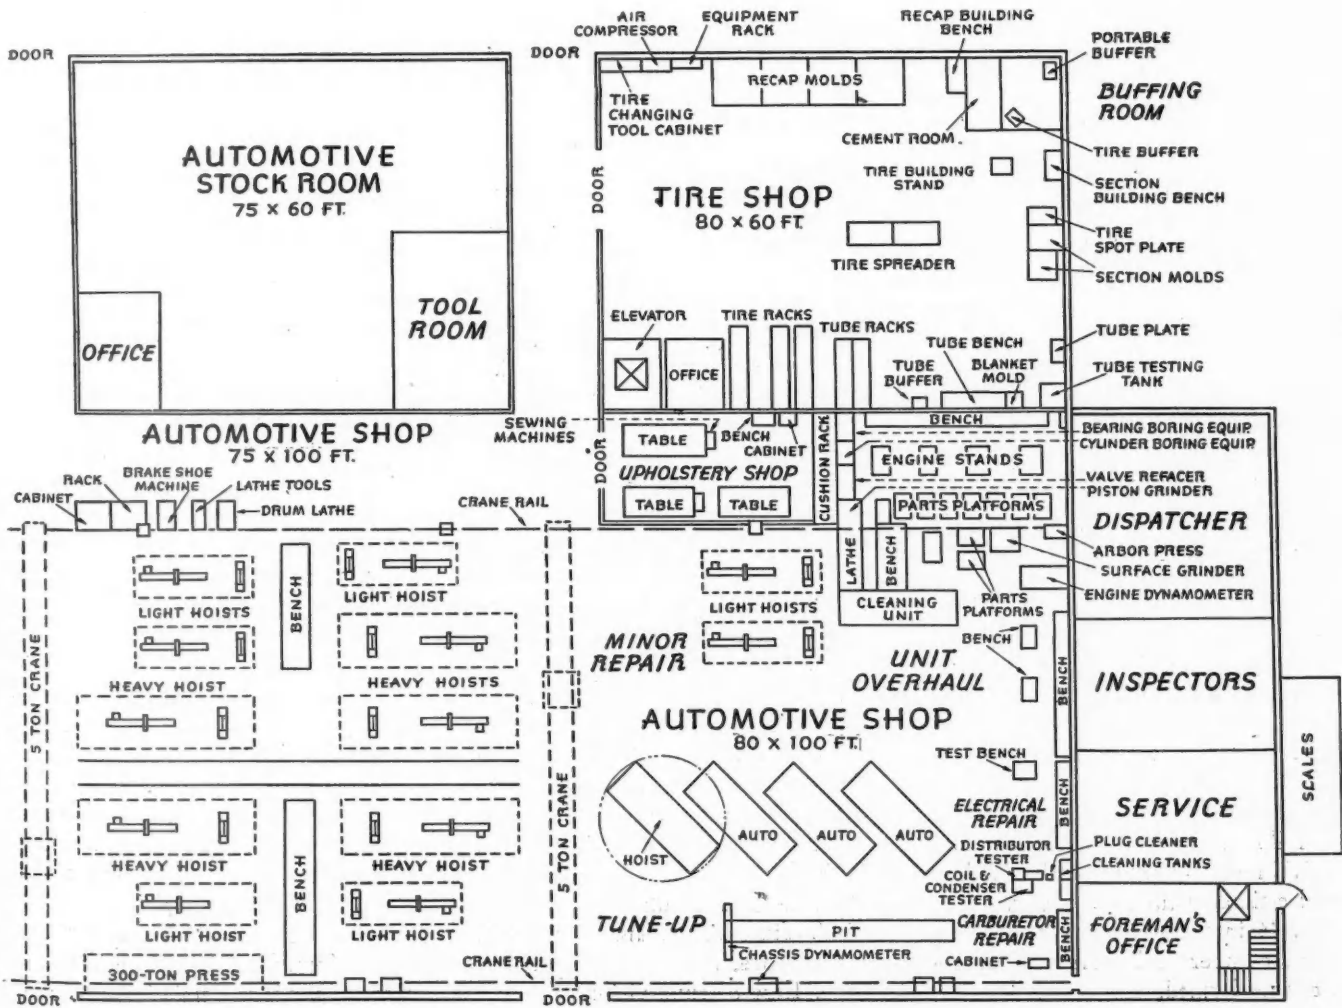 DOOR
DOOR
AIR
COMPRESSOR
EQUIPMENT
RACK
RECAP BUILDING
BENCH
PORTABLE
BUFFER
BUFFING
ROOM
RECAP MOLDS
TIRE
CHANGING
TOOL CABINET
CEMENT ROOM
TIRE BUFFER
AUTOMOTIVE
STOCK ROOM
75 X 60 FT.
DOOR
TIRE SHOP
80 X 60 FT.
TIRE BUILDING
STAND
SECTION
BUILDING BENCH
TIRE
SPOT PLATE
TIRE SPREADER
SECTION MOLDS
TOOL
ROOM
OFFICE
ELEVATOR
TIRE RACKS
TUBE RACKS
TUBE BENCH
TUBE PLATE
OFFICE
TUBE
BUFFER
BLANKET
MOLD
TUBE TESTING
TANK
AUTOMOTIVE SHOP
75 X 100 FT.
SEWING
MACHINES
TABLE
BENCH
CABINET
CUSHION RACK
BENCH
BEARING BORING EQUIP.
CYLINDER BORING EQUIP.
DOOR
UPHOLSTERY SHOP
ENGINE STANDS
VALVE REFACER
PISTON GRINDER
TABLE
TABLE
PARTS PLATFORMS
DISPATCHER
CABINET
RACK
BRAKE SHOE
MACHINE
LATHE TOOLS
DRUM LATHE
CRANE RAIL
ARBOR PRESS
SURFACE GRINDER
ENGINE DYNAMOMETER
LATHE
BENCH
PARTS
PLATFORMS
CLEANING
UNIT
LIGHT HOISTS
BENCH
LIGHT HOIST
LIGHT HOISTS
MINOR
REPAIR
BENCH
UNIT
OVERHAUL
BENCH
INSPECTORS
HEAVY HOIST
HEAVY HOISTS
5 TON CRANE
AUTOMOTIVE SHOP
80 X 100 FT.
TEST BENCH
SCALES
5 TON CRANE
HOIST
AUTO
AUTO
AUTO
ELECTRICAL
REPAIR
BENCH
SERVICE
HEAVY HOIST
BENCH
HEAVY HOIST
DISTRIBUTOR
TESTER
COIL &
CONDENSER
TESTER
PLUG CLEANER
CLEANING TANKS
LIGHT HOIST
LIGHT HOIST
TUNE-UP
PIT
CARBURETOR
REPAIR
BENCH
FOREMAN'S
OFFICE
300-TON PRESS
CRANE RAIL
CHASSIS DYNAMOMETER
CABINET
DOOR
DOOR